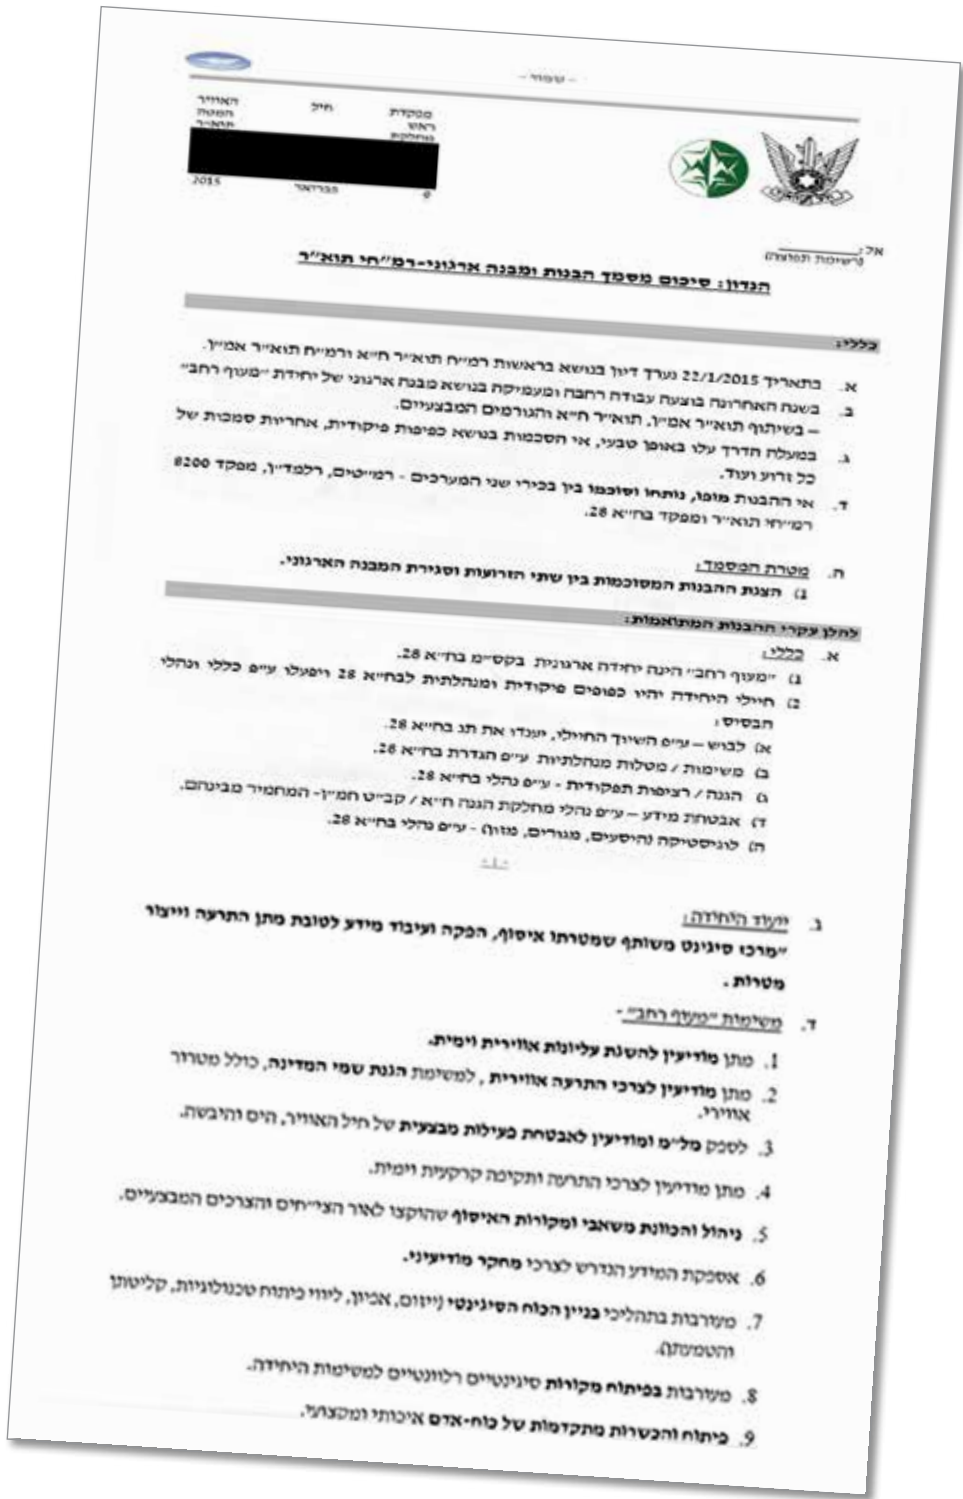 - שמור -
מפקדת חיל האוויר
ראש המטה
מחלקת תוא״ר
פברואר 2015
אל: ________
(רשימת תפוצה)
הנדון: סיכום מסמך הבנות ומבנה ארגוני-רמ״חי תוא״ר
כללי:
א. בתאריך 22/1/2015 נערך דיון בנושא בראשות רמ״ח תוא״ר ח״א ורמ״ח תוא״ר אמ״ן.
ב. בשנה האחרונה בוצעה עבודה רחבה ומעמיקה בנושא מבנה ארגוני של יחידת ״מעוף רחב״
– בשיתוף תוא״ר אמ״ן, תוא״ר ח״א והגורמים המבצעיים.
ג. במעלה הדרך עלו באופן טבעי, אי הסכמות בנושא כפיפות פיקודית, אחריות סמכות של
כל זרוע ועוד.
ד. אי ההבנות מופו, נותחו וסוכמו בין בכירי שני המערכים - רמ״טים, רלמד״ן, מפקד 8200
רמ״חי תוא״ר ומפקד בח״א 28.
ה. מטרת המסמך:
1) הצגת ההבנות המסוכמות בין שתי הזרועות וסגירת המבנה הארגוני.
להלן עקרי ההבנות המתואמות:
א. כללי:
1) ״מעוף רחב״ הינה יחידה ארגונית בקס״מ בח״א 28.
2) חיילי היחידה יהיו כפופים פיקודית ומנהלתית לבח״א 28 ויפעלו ע״פ כללי ונהלי
הבסיס:
א) לבוש – ע״פ השיוך החיילי, יענדו את תג בח״א 28.
ב) משימות / מטלות מנהלתיות ע״פ הגדרת בח״א 28.
ג) הגנה / רציפות תפקודית - ע״פ נהלי בח״א 28.
ד) אבטחת מידע – ע״פ נהלי מחלקת הגנה ח״א / קב״ט חמ״ו- המחמיר מבינהם.
ה) לוגיסטיקה (היסעים, מגורים, מזון) - ע״פ נהלי בח״א 28.
- 1 -
ג. ייעוד היחידה:
״מרכז סיגינט משותף שמטרתו איסוף, הפקה ועיבוד מידע לטובת מתן התרעה וייצור
מטרות .
ד. משימות ״מעוף רחב״ -
1. מתן מודיעין להשגת עליונות אווירית וימית.
2. מתן מודיעין לצרכי התרעה אווירית , למשימת הגנת שמי המדינה, כולל מטרור
אווירי.
3. לספק מל״מ ומודיעין לאבטחת פעילות מבצעית של חיל האוויר, הים והיבשה.
4. מתן מודיעין לצרכי התרעה ותקיפה קרקעית וימית.
5. ניהול והכוונת משאבי ומקורות האיסוף שהוקצו לאור הצי״חים והצרכים המבצעיים.
6. אספקת המידע הנדרש לצרכי מחקר מודיעיני.
7. מעורבות בתהליכי בניין הכוח הסיגינטי (ייזום, אפיון, ליווי פיתוח טכנולוגיות, קליטתן
והטמעתן).
8. מעורבות בפיתוח מקורות סיגינטיים רלוונטיים למשימות היחידה.
9. פיתוח והכשרות מתקדמות של כוח-אדם איכותי ומקצועי.